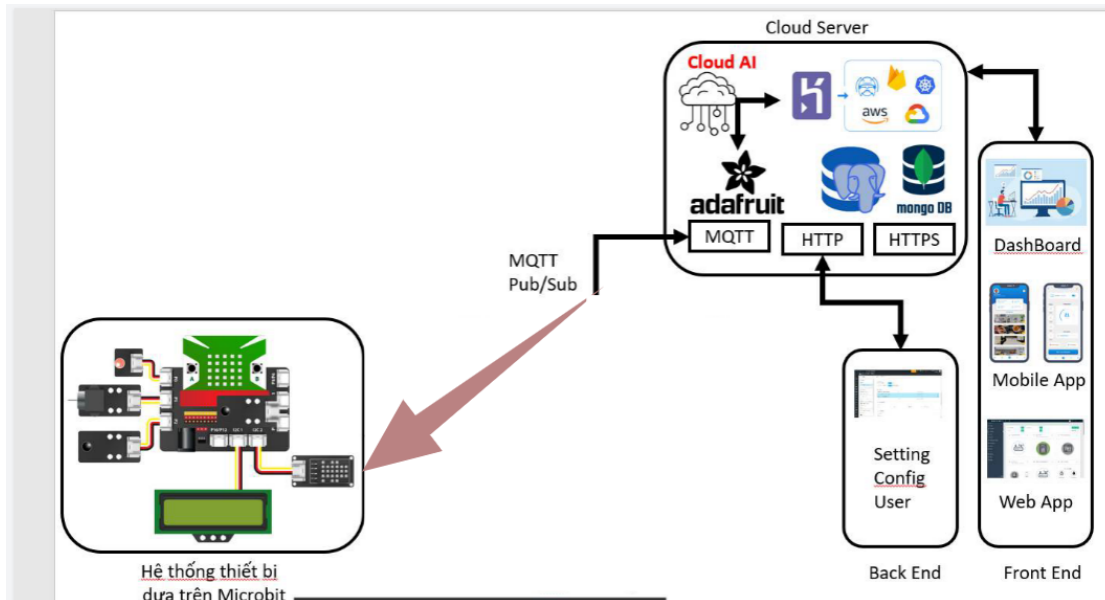 Cloud Server
Cloud AI
aws
adafruit
mongo DB
MQTT
HTTP
HTTPS
MQTT
Pub/Sub
DashBoard
Mobile App
Web App
Setting
Config
User
Back End
Front End
A
B
Hệ thống thiết bị
dựa trên Microbit